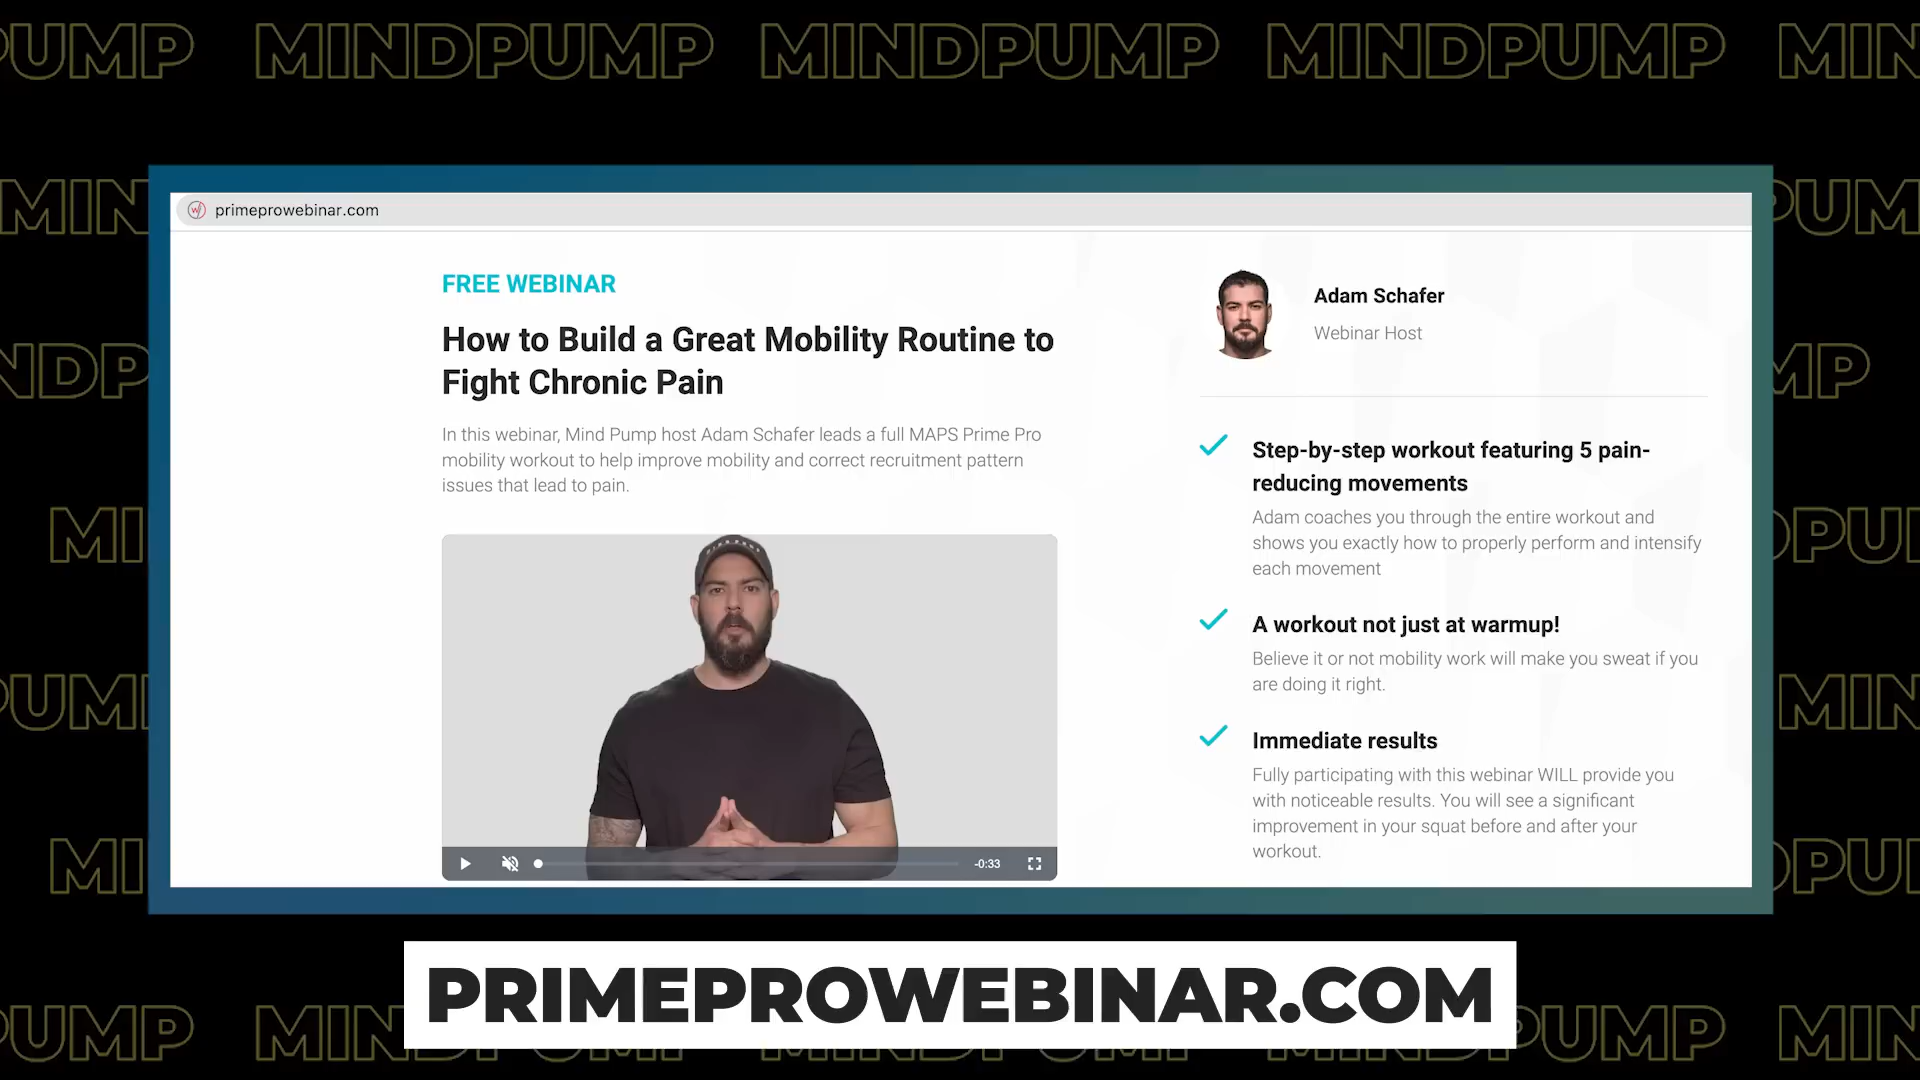 MINDPUMP MINDPUMP MINDPUMP
primeprowebinar.com
FREE WEBINAR
How to Build a Great Mobility Routine to
Fight Chronic Pain
In this webinar, Mind Pump host Adam Schafer leads a full MAPS Prime Pro
mobility workout to help improve mobility and correct recruitment pattern
issues that lead to pain.
-0:33
Adam Schafer
Webinar Host
Step-by-step workout featuring 5 pain-
reducing movements
Adam coaches you through the entire workout and
shows you exactly how to properly perform and intensify
each movement
A workout not just at warmup!
Believe it or not mobility work will make you sweat if you
are doing it right.
Immediate results
Fully participating with this webinar WILL provide you
with noticeable results. You will see a significant
improvement in your squat before and after your
workout.
PRIMEPROWEBINAR.COM